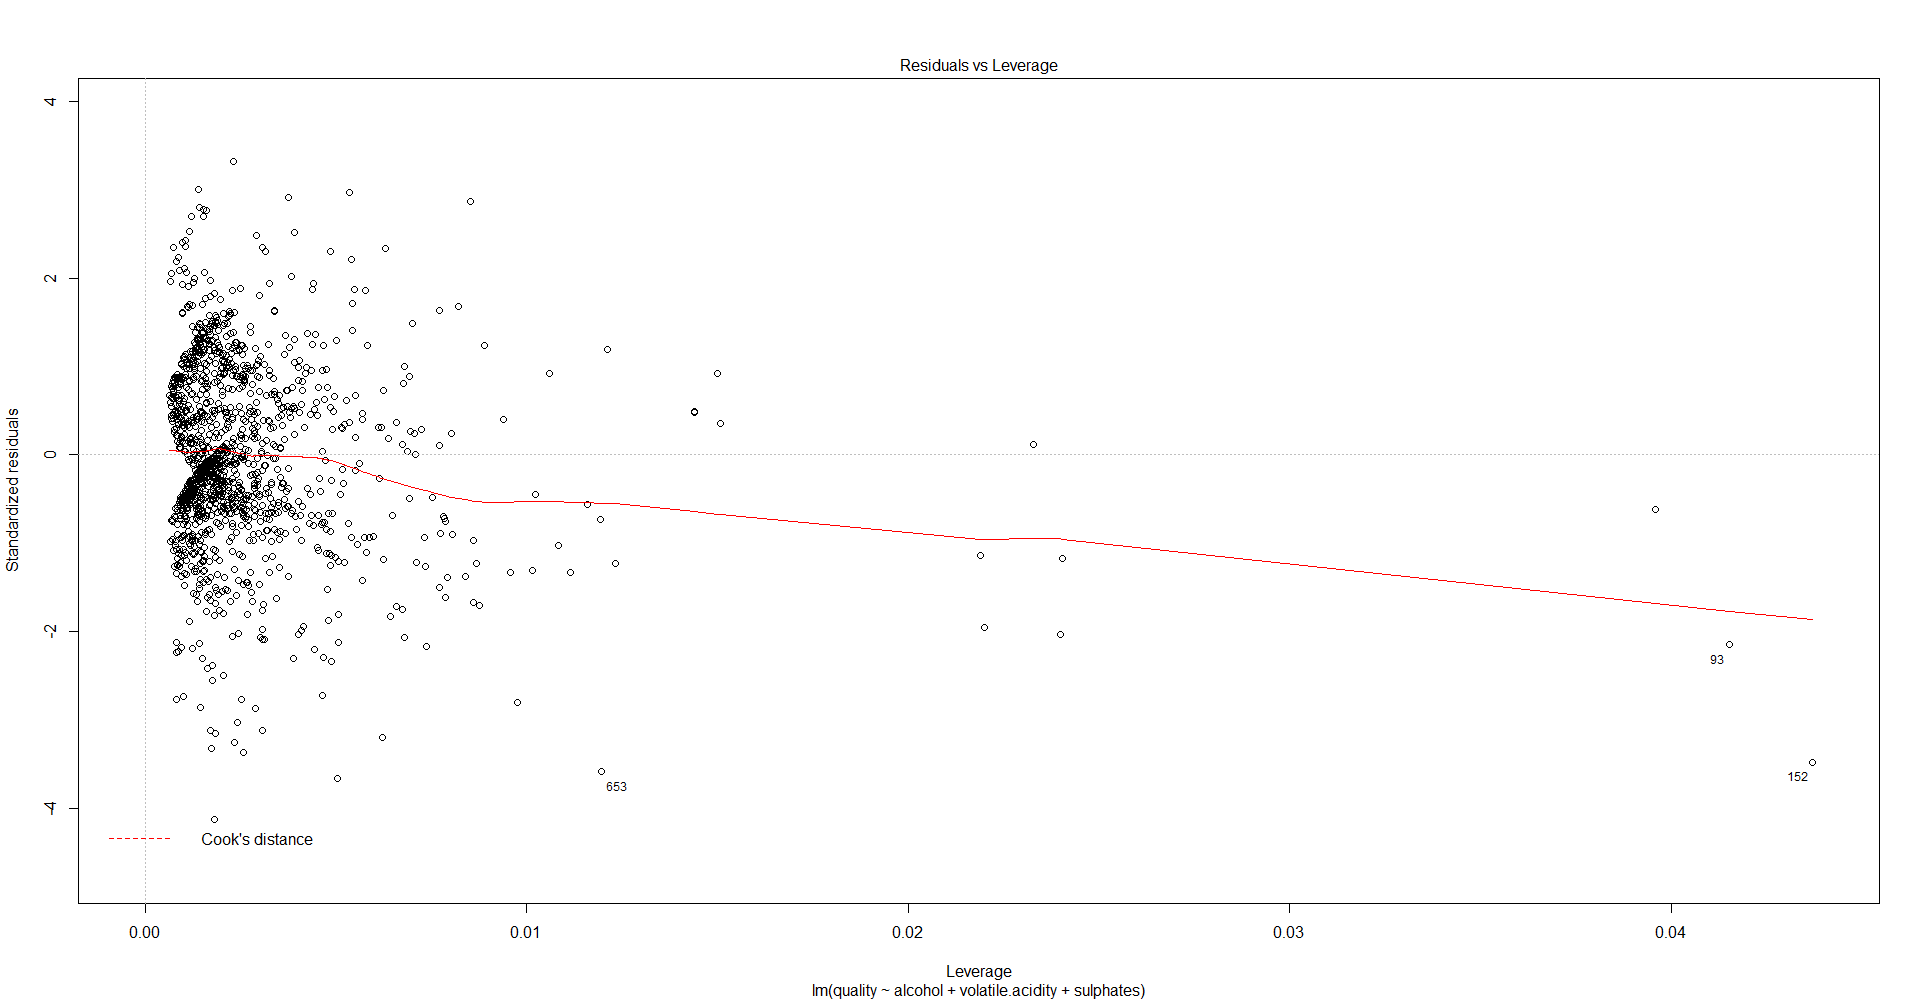 Residuals vs Leverage
Standardized residuals
4
2
0
-2
-4
93
152
653
Cook's distance
0.00 0.01 0.02 0.03 0.04
Leverage
lm(quality ~ alcohol + volatile.acidity + sulphates)